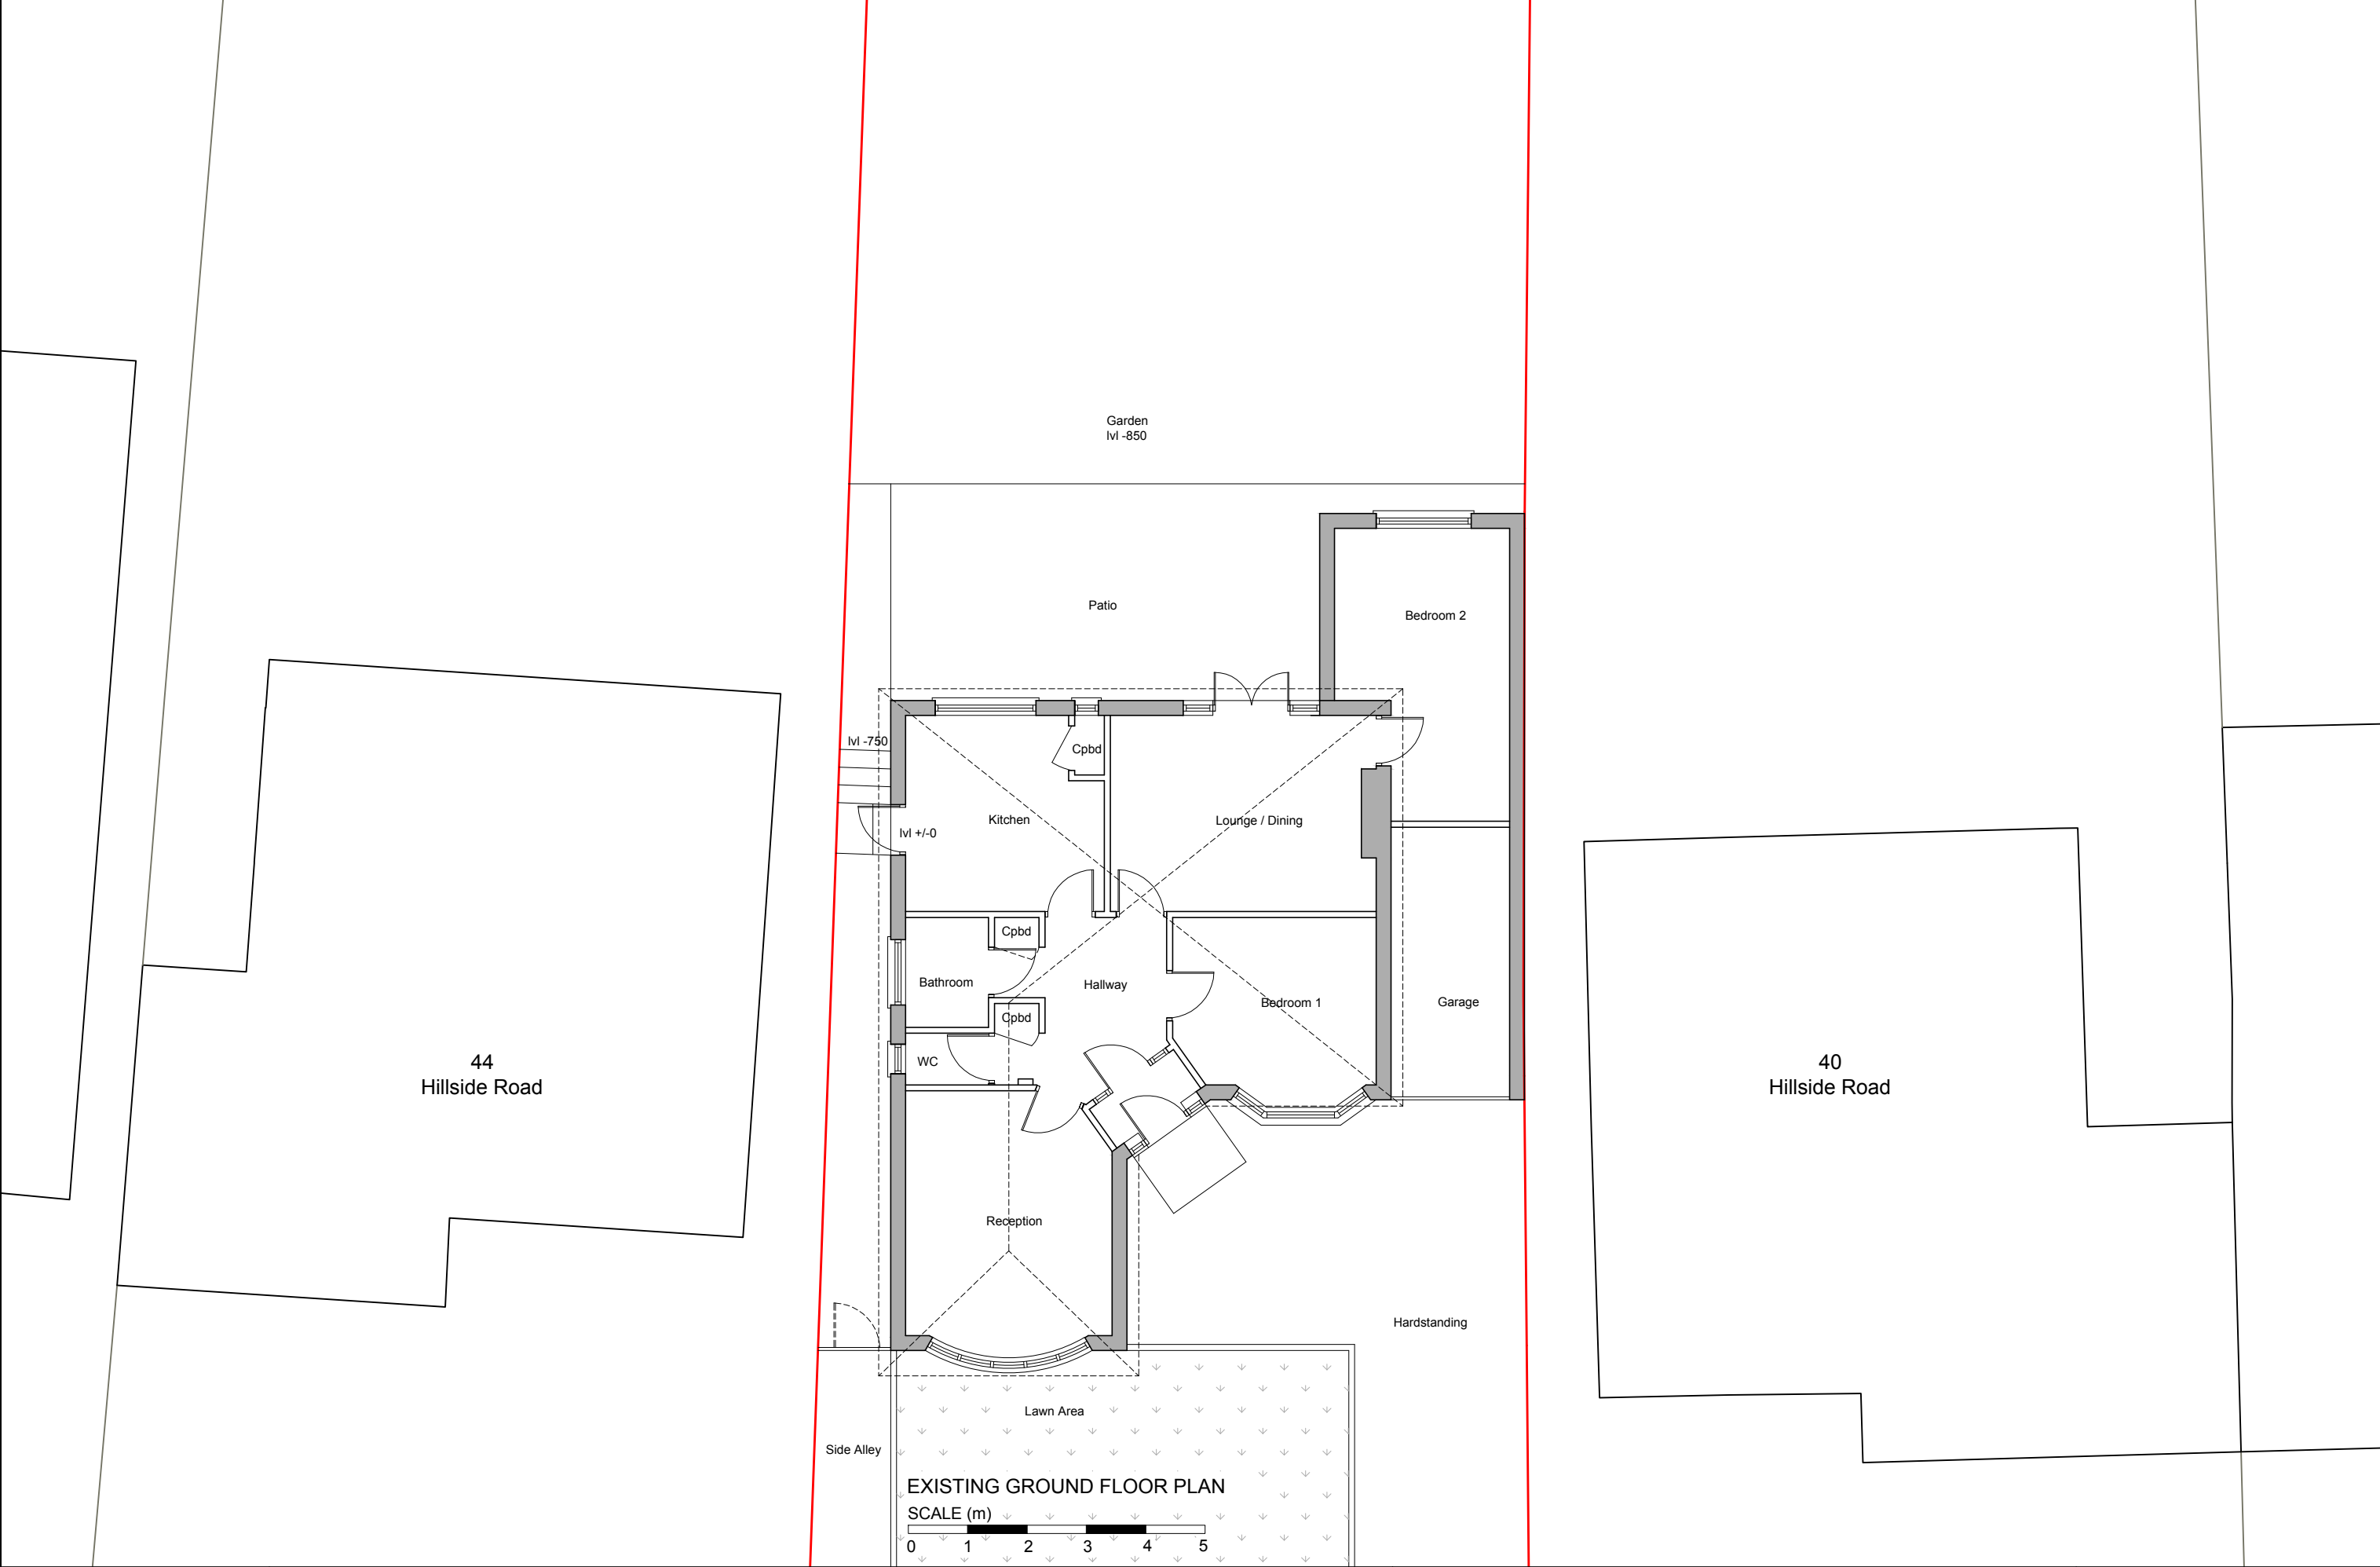 Garden
lvl -850
Patio
Bedroom 2
lvl -750
Cpbd
Kitchen
Lounge / Dining
lvl +/-0
Cpbd
Bathroom
Hallway
Bedroom 1
Garage
Cpbd
WC
44
Hillside Road
40
Hillside Road
Reception
Hardstanding
Lawn Area
Side Alley
EXISTING GROUND FLOOR PLAN
SCALE (m)
0 1 2 3 4 5